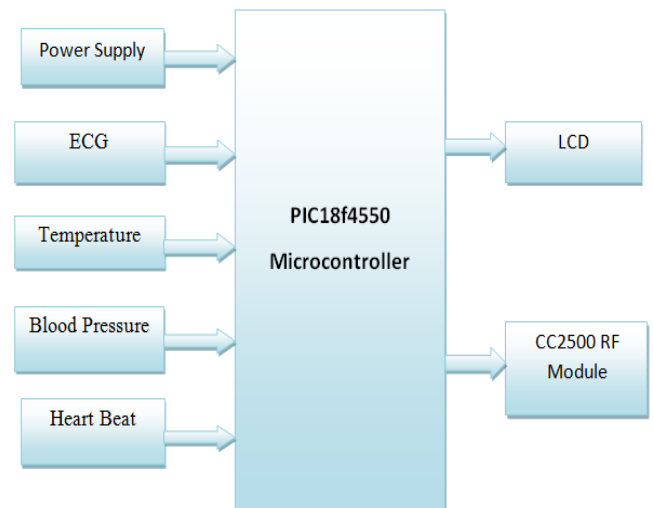 Power Supply
ECG
Temperature
Blood Pressure
Heart Beat
PIC18f4550
Microcontroller
LCD
CC2500 RF
Module